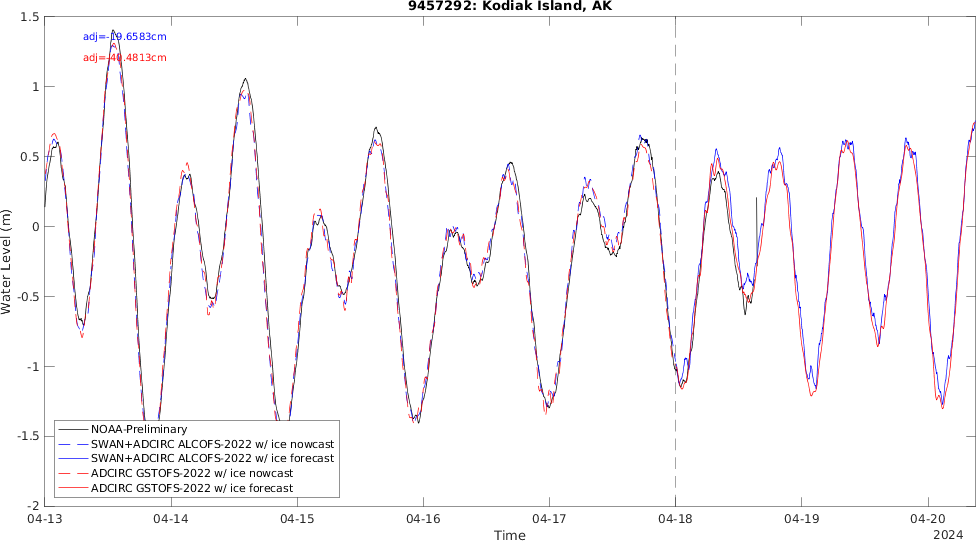 9457292: Kodiak Island, AK
adj=-19.6583cm
adj=-40.4813cm
1.5
1
0.5
0
-0.5
-1
-1.5
-2
Water Level (m)
NOAA-Preliminary
SWAN+ADCIRC ALCOFS-2022 w/ ice nowcast
SWAN+ADCIRC ALCOFS-2022 w/ ice forecast
ADCIRC GSTOFS-2022 w/ ice nowcast
ADCIRC GSTOFS-2022 w/ ice forecast
04-13 04-14 04-15 04-16 04-17 04-18 04-19 04-20
Time
2024